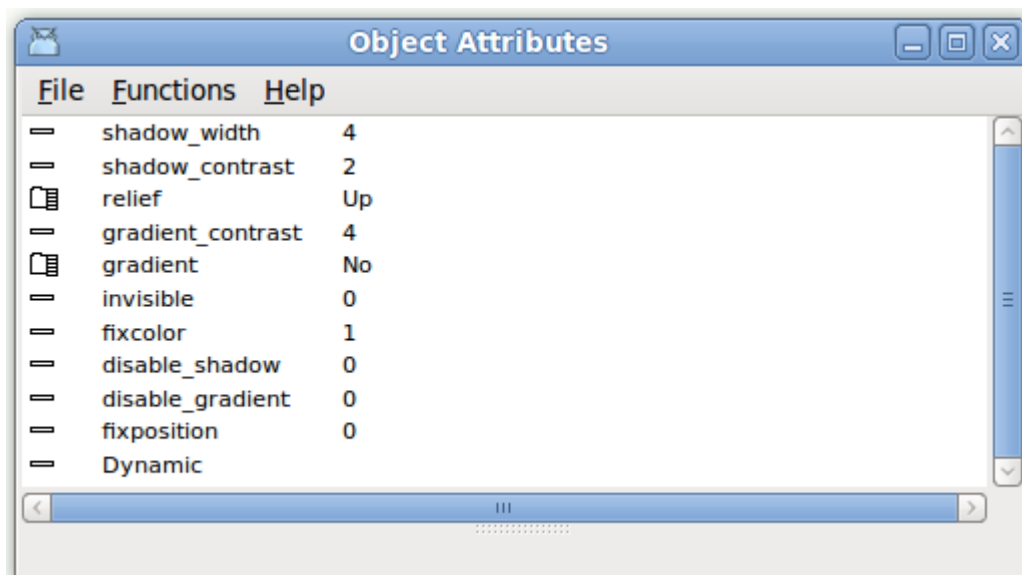 Object Attributes
File Functions Help
shadow_width 4
shadow_contrast 2
relief Up
gradient_contrast 4
gradient No
invisible 0
fixcolor 1
disable_shadow 0
disable_gradient 0
fixposition 0
Dynamic